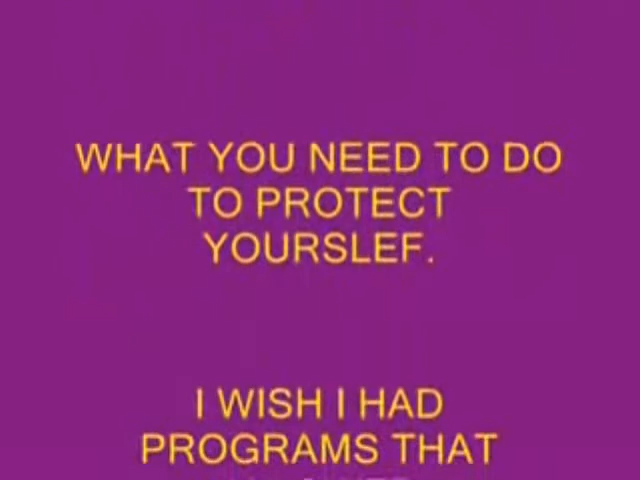 WHAT YOU NEED TO DO
TO PROTECT
YOURSLEF.
I WISH I HAD
PROGRAMS THAT